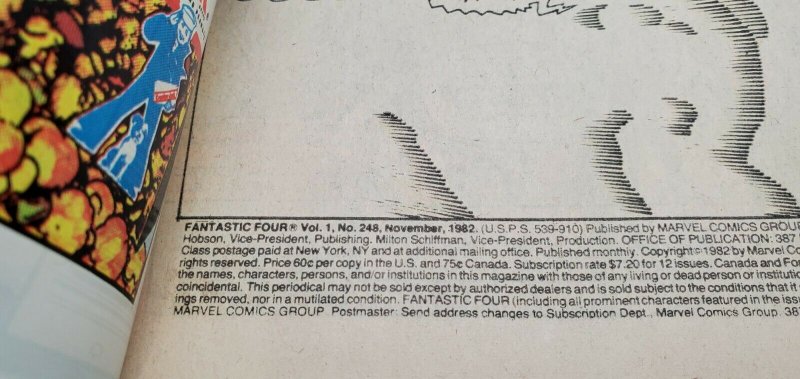 FANTASTIC FOUR® Vol. 1, No. 248, November, 1982. (U.S.P.S. 539-910) Published by MARVEL COMICS GROUP
Hobson, Vice-President, Publishing. Milton Schiffman, Vice-President, Production. OFFICE OF PUBLICATION: 387
Class postage paid at New York, NY and at additional mailing office. Published monthly. Copyright © 1982 by Marvel Co
rights reserved. Price 60¢ per copy in the U.S. and 75¢ Canada. Subscription rate $7.20 for 12 issues. Canada and For
the names, characters, persons, and/or institutions in this magazine with those of any living or dead person or institutio
coincidental. This periodical may not be sold except by authorized dealers and is sold subject to the conditions that it
ings removed, nor in a mutilated condition. FANTASTIC FOUR (including all prominent characters featured in the iss
MARVEL COMICS GROUP. Postmaster: Send address changes to Subscription Dept., Marvel Comics Group. 38